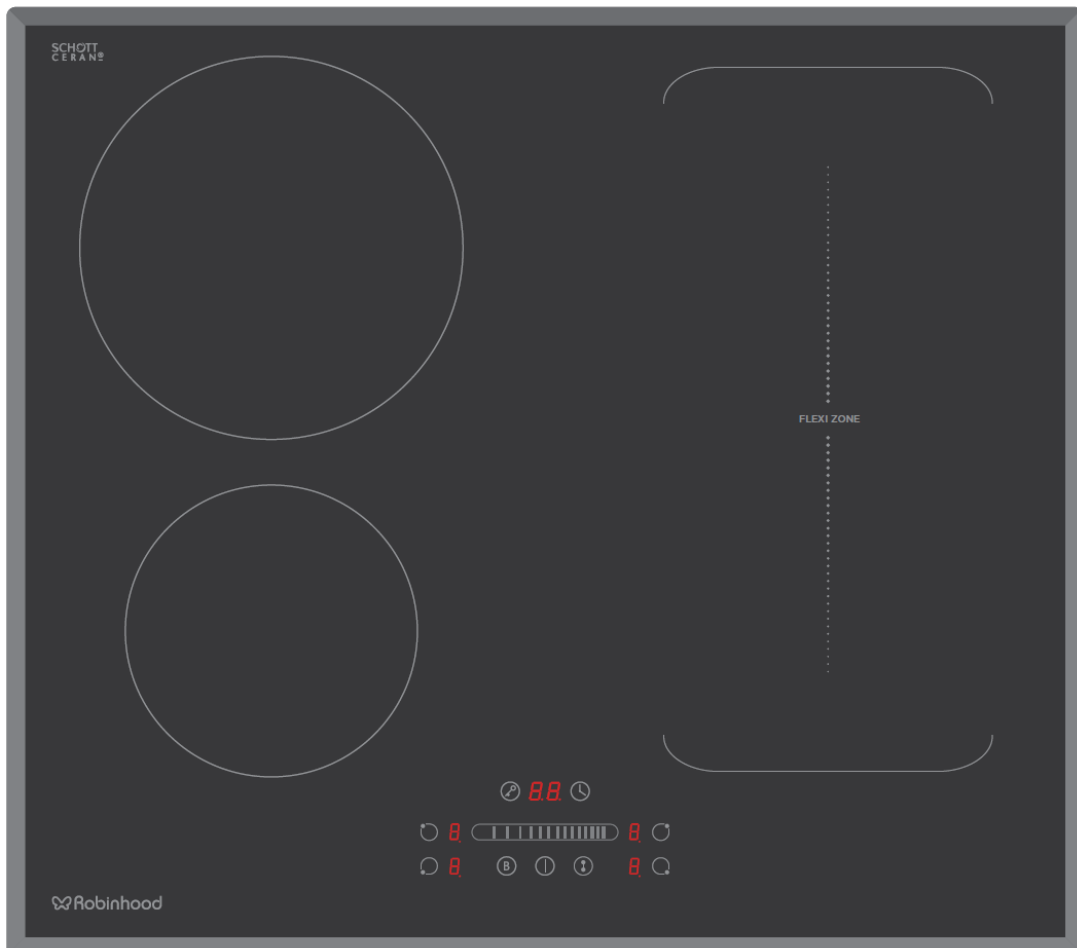 SCHOTT
CERAN®
FLEXI ZONE
8.8.
8. 8.
8. B 8.
Robinhood